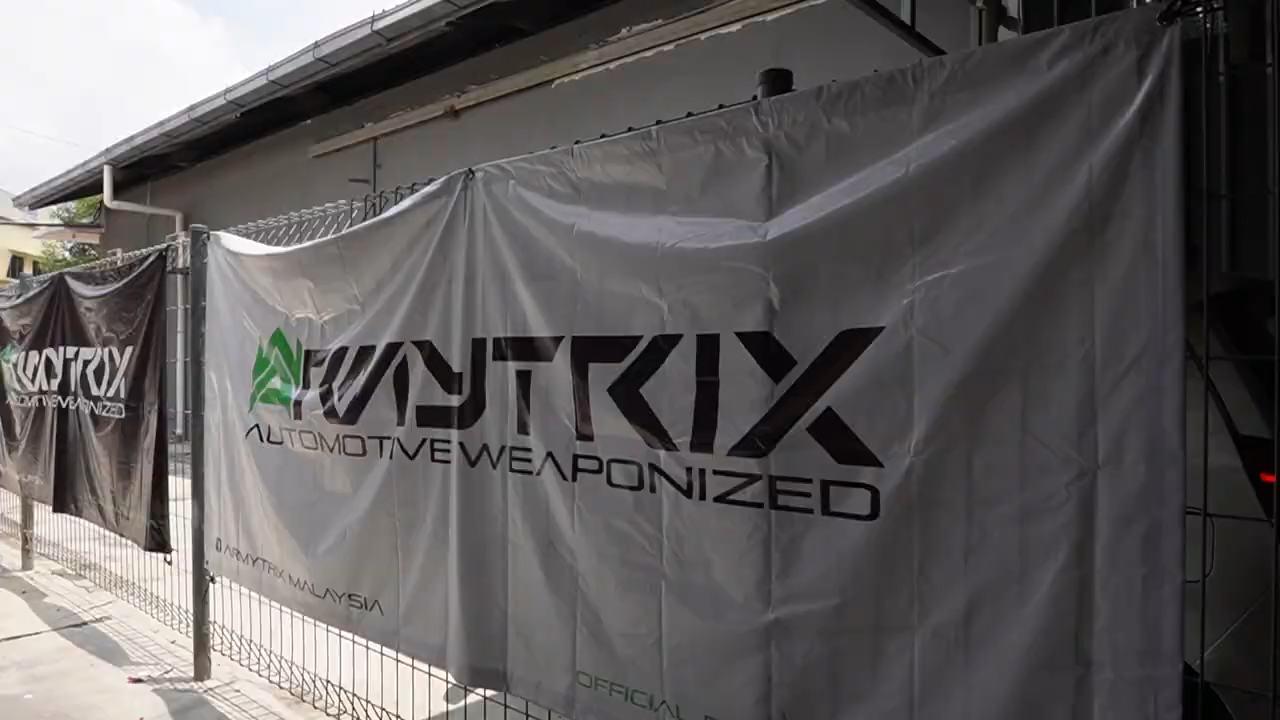 ARMYTRIX
AUTOMOTIVE WEAPONIZED
ARMYTRIX
AUTOMOTIVE WEAPONIZED
ARMYTRIX MALAYSIA
OFFICIAL